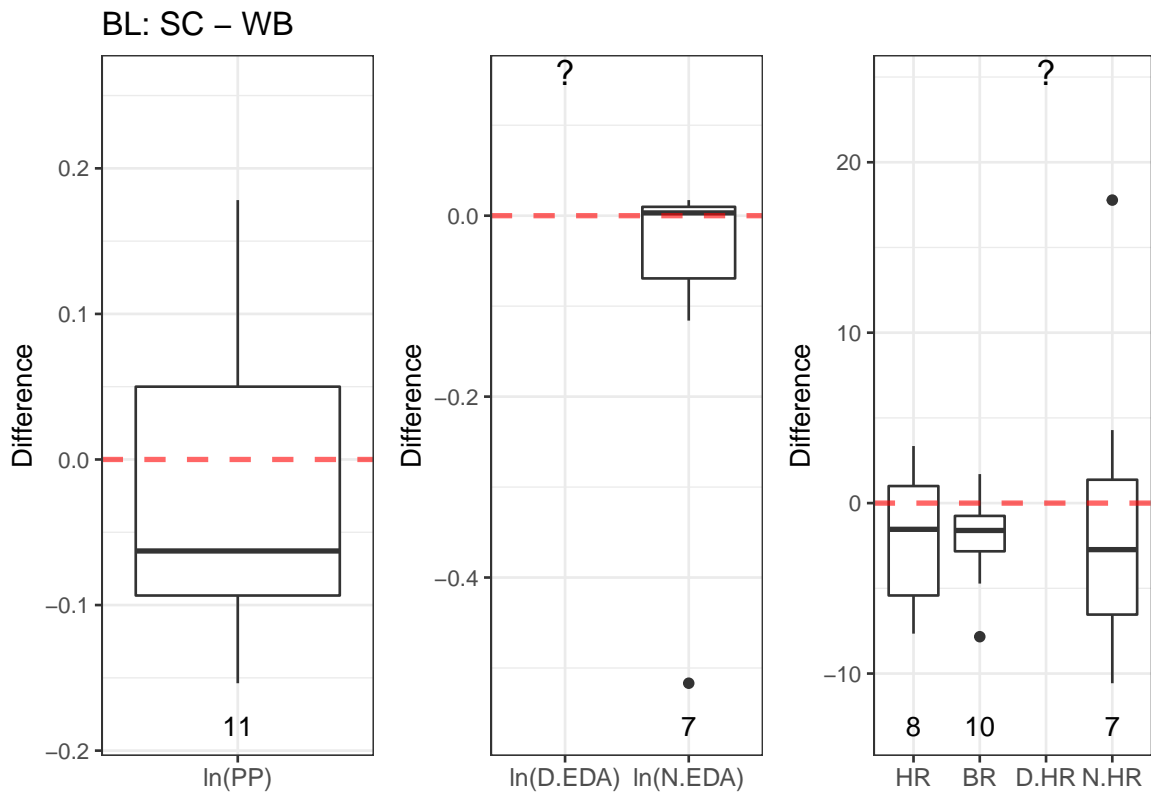 BL: SC − WB
Difference
0.2
0.1
0.0
−0.1
−0.2
11
ln(PP)
Difference
0.0
−0.2
−0.4
?
7
ln(D.EDA) ln(N.EDA)
Difference
20
10
0
−10
?
8 10 7
HR BR D.HR N.HR